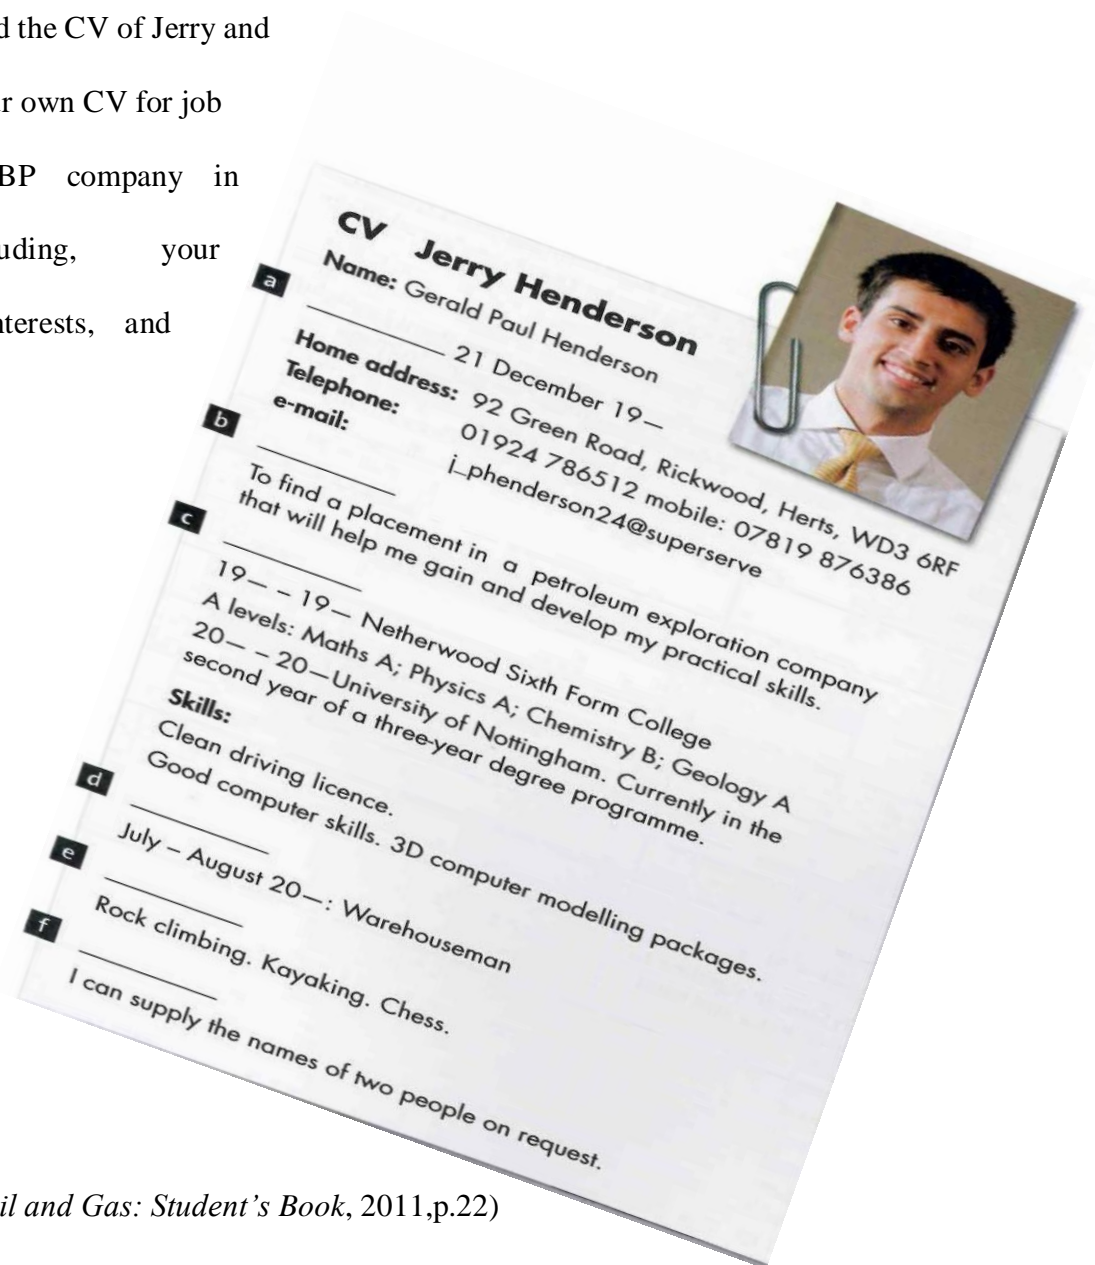 d the CV of Jerry and
r own CV for job
BP company in
uding, your
nterests, and
CV Jerry Henderson
Name: Gerald Paul Henderson
a
21 December 19—
Home address: 92 Green Road, Rickwood, Herts, WD3 6RF
Telephone: 01924 786512 mobile: 07819 876386
e-mail: j_phenderson24@superserve
b
To find a placement in a petroleum exploration company
that will help me gain and develop my practical skills.
c
19— – 19— Netherwood Sixth Form College
A levels: Maths A; Physics A; Chemistry B; Geology A
20— – 20— University of Nottingham. Currently in the
second year of a three-year degree programme.
Skills:
Clean driving licence.
Good computer skills. 3D computer modelling packages.
d
July – August 20—: Warehouseman
e
Rock climbing. Kayaking. Chess.
f
I can supply the names of two people on request.
il and Gas: Student’s Book, 2011,p.22)